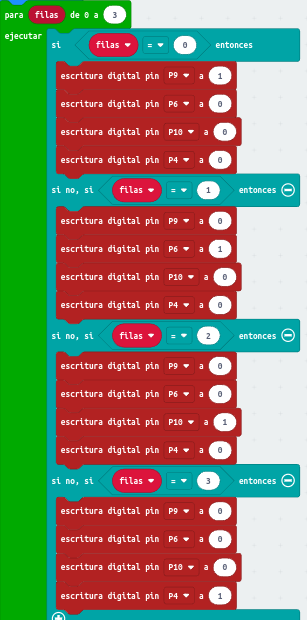 para filas de 0 a 3
ejecutar
si filas = 0 entonces
escritura digital pin P9 a 1
escritura digital pin P6 a 0
escritura digital pin P10 a 0
escritura digital pin P4 a 0
si no, si filas = 1 entonces
escritura digital pin P9 a 0
escritura digital pin P6 a 1
escritura digital pin P10 a 0
escritura digital pin P4 a 0
si no, si filas = 2 entonces
escritura digital pin P9 a 0
escritura digital pin P6 a 0
escritura digital pin P10 a 1
escritura digital pin P4 a 0
si no, si filas = 3 entonces
escritura digital pin P9 a 0
escritura digital pin P6 a 0
escritura digital pin P10 a 0
escritura digital pin P4 a 1